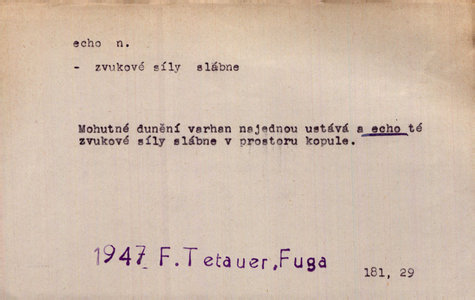 echo n.
- zvukové síly slábne
Mohutné dunění varhan najednou ustává a echo té
zvukové síly slábne v prostoru kopule.
1947 F. Tetauer, Fuga
181, 29